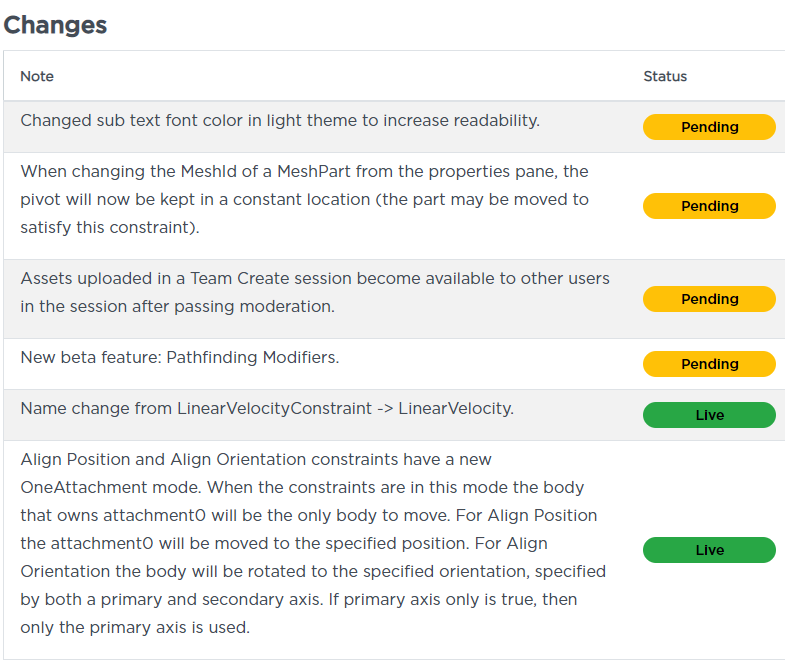 Changes
Note
Status
Changed sub text font color in light theme to increase readability.
Pending
When changing the MeshId of a MeshPart from the properties pane, the
pivot will now be kept in a constant location (the part may be moved to
satisfy this constraint).
Pending
Assets uploaded in a Team Create session become available to other users
in the session after passing moderation.
Pending
New beta feature: Pathfinding Modifiers.
Pending
Name change from LinearVelocityConstraint -> LinearVelocity.
Live
Align Position and Align Orientation constraints have a new
OneAttachment mode. When the constraints are in this mode the body
that owns attachment0 will be the only body to move. For Align Position
the attachment0 will be moved to the specified position. For Align
Orientation the body will be rotated to the specified orientation, specified
by both a primary and secondary axis. If primary axis only is true, then
only the primary axis is used.
Live